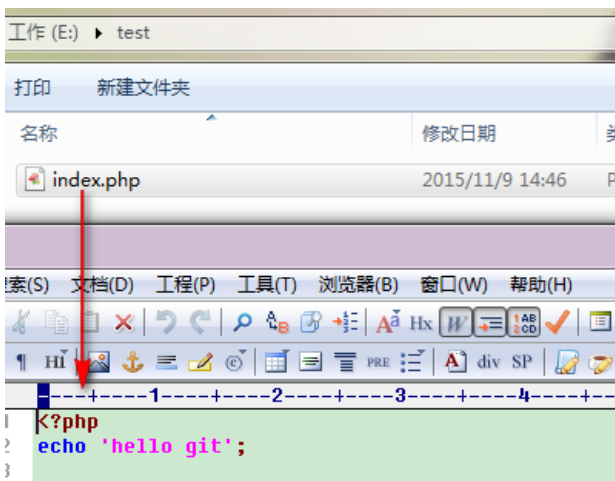 工作 (E:) ▸ test
打印 新建文件夹
名称 修改日期
index.php 2015/11/9 14:46
索(S) 文档(D) 工程(P) 工具(T) 浏览器(B) 窗口(W) 帮助(H)
Hx W
¶ HI PRE A div SP
----+----1----+----2----+----3----+----4----+--
1 <?php
2 echo 'hello git';
3